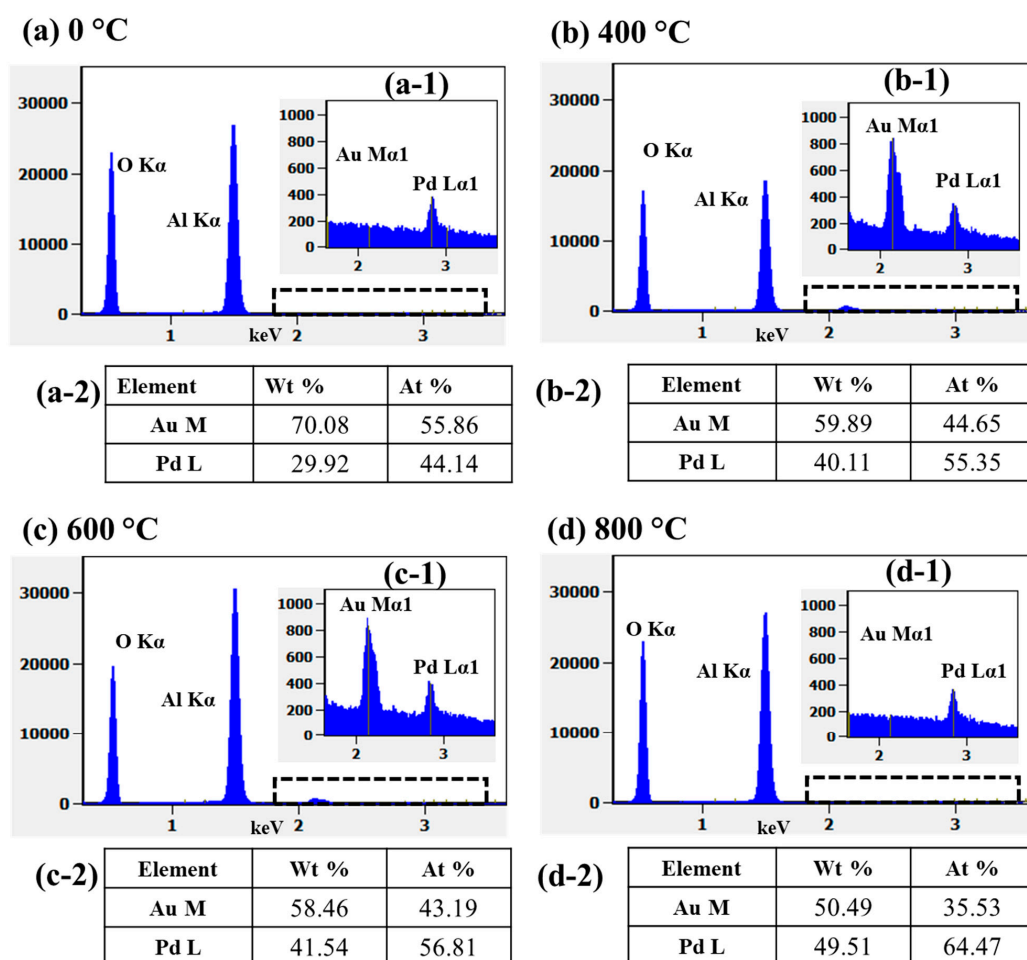 (a) 0 °C
(a-1)
30000
20000
10000
0
O Kα
Al Kα
1000
800
600
400
200
0
Au Mα1
Pd Lα1
2
3
1
keV
2
3
(a-2)
Element Wt % At %
Au M 70.08 55.86
Pd L 29.92 44.14
(b) 400 °C
(b-1)
30000
20000
10000
0
O Kα
Al Kα
1000
800
600
400
200
0
Au Mα1
Pd Lα1
2
3
1
keV
2
3
(b-2)
Element Wt % At %
Au M 59.89 44.65
Pd L 40.11 55.35
(c) 600 °C
(c-1)
30000
20000
10000
0
O Kα
Al Kα
1000
800
600
400
200
0
Au Mα1
Pd Lα1
2
3
1
keV
2
3
(c-2)
Element Wt % At %
Au M 58.46 43.19
Pd L 41.54 56.81
(d) 800 °C
(d-1)
30000
20000
10000
0
O Kα
Al Kα
1000
800
600
400
200
0
Au Mα1
Pd Lα1
2
3
1
keV
2
3
(d-2)
Element Wt % At %
Au M 50.49 35.53
Pd L 49.51 64.47